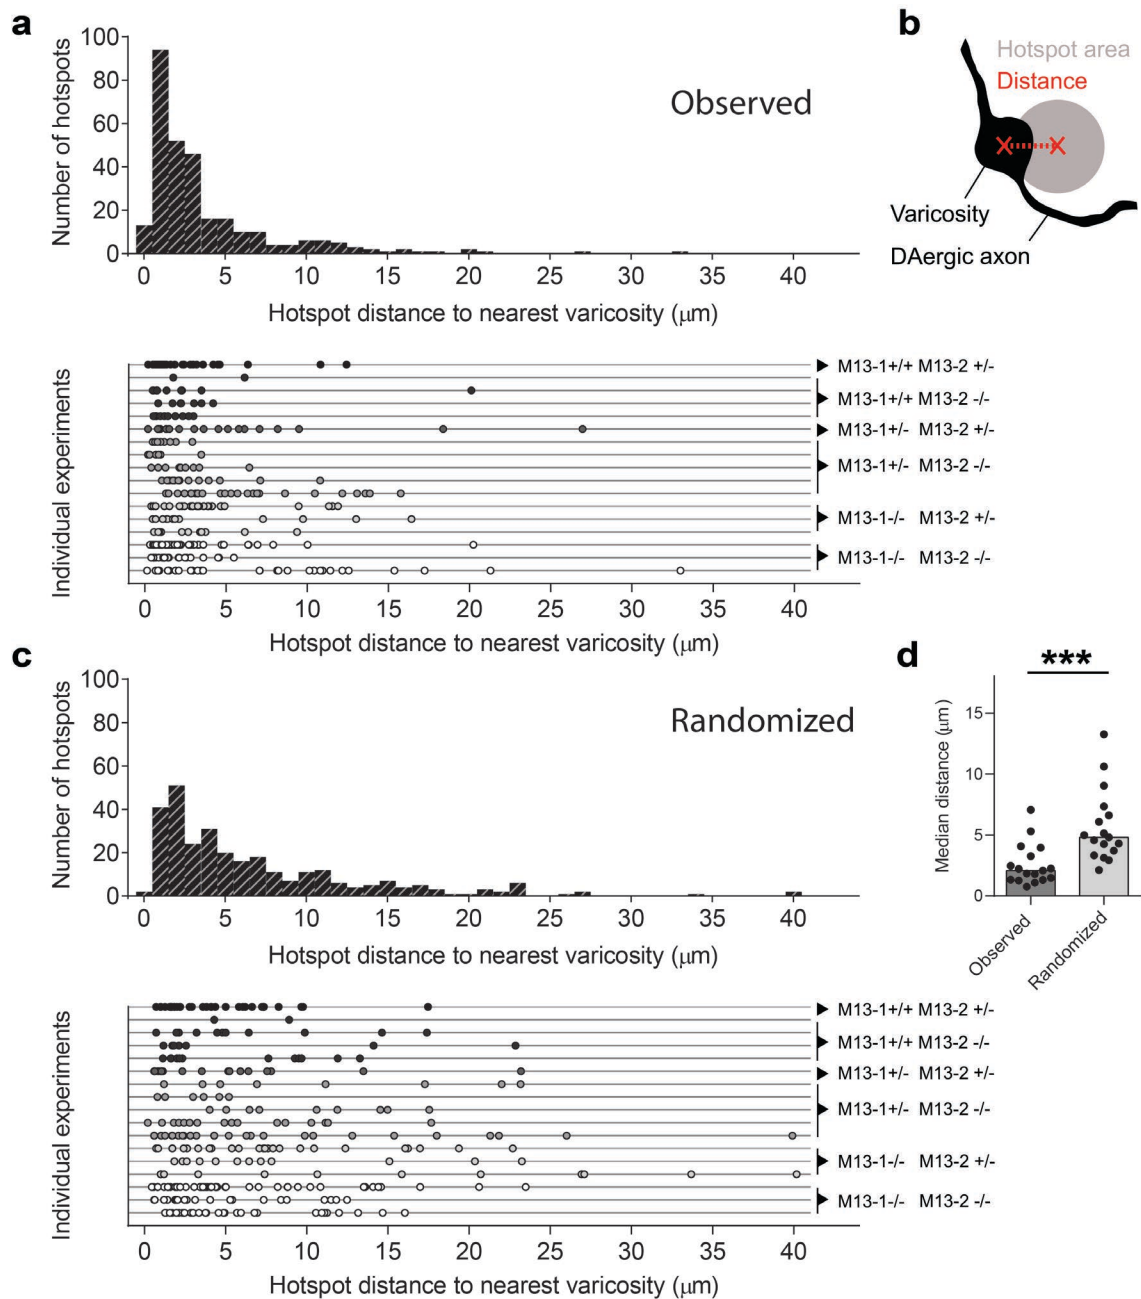 a
Number of hotspots
100
80
60
40
20
0
Observed
0 5 10 15 20 25 30 35 40
Hotspot distance to nearest varicosity (μm)
b
Hotspot area
Distance
Varicosity
DAergic axon
Individual experiments
M13-1+/+ M13-2 +/-
M13-1+/+ M13-2 -/-
M13-1+/- M13-2 +/-
M13-1+/- M13-2 -/-
M13-1-/- M13-2 +/-
M13-1-/- M13-2 -/-
0 5 10 15 20 25 30 35 40
Hotspot distance to nearest varicosity (μm)
c
Number of hotspots
100
80
60
40
20
0
Randomized
0 5 10 15 20 25 30 35 40
Hotspot distance to nearest varicosity (μm)
d
***
Median distance (μm)
15
10
5
0
Observed
Randomized
Individual experiments
M13-1+/+ M13-2 +/-
M13-1+/+ M13-2 -/-
M13-1+/- M13-2 +/-
M13-1+/- M13-2 -/-
M13-1-/- M13-2 +/-
M13-1-/- M13-2 -/-
0 5 10 15 20 25 30 35 40
Hotspot distance to nearest varicosity (μm)